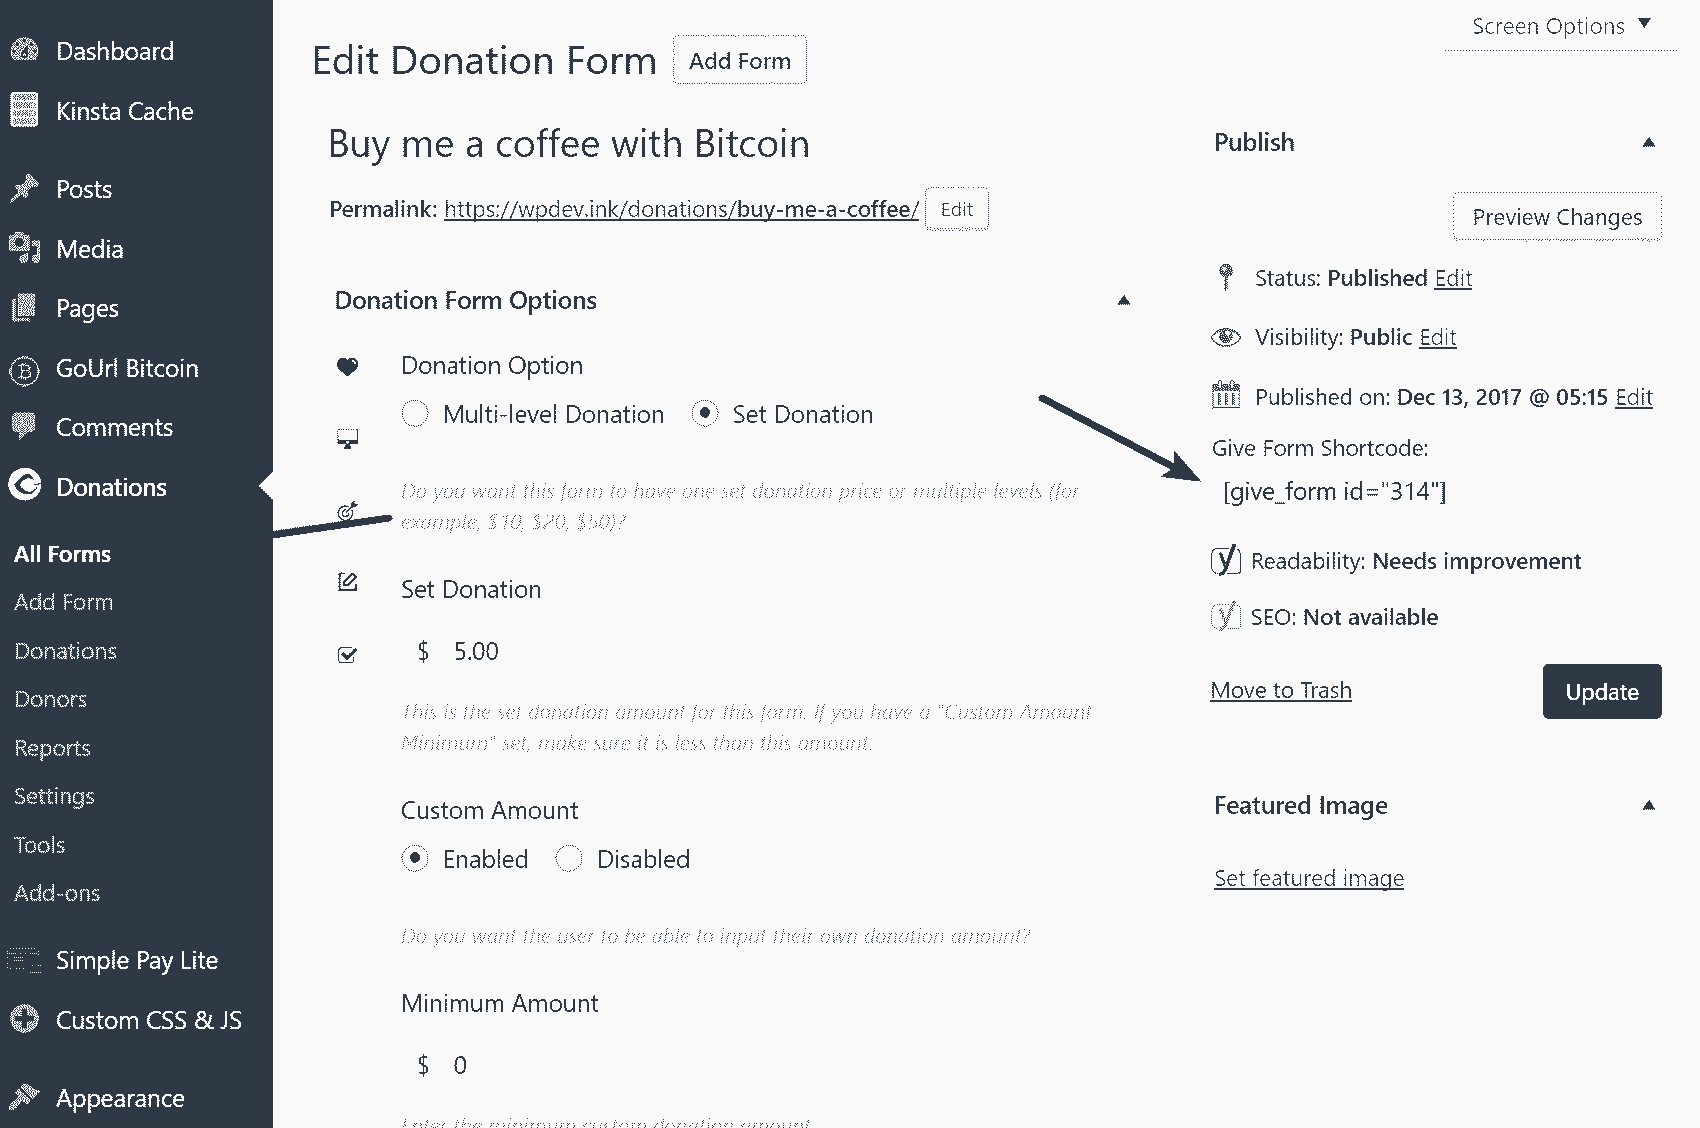 Dashboard
Kinsta Cache
Posts
Media
Pages
GoUrl Bitcoin
Comments
Donations
All Forms
Add Form
Donations
Donors
Reports
Settings
Tools
Add-ons
Simple Pay Lite
Custom CSS & JS
Appearance
Screen Options
Edit Donation Form Add Form
Buy me a coffee with Bitcoin
Permalink: https://wpdev.ink/donations/buy-me-a-coffee/ Edit
Donation Form Options
Donation Option
Multi-level Donation Set Donation
Do you want this form to have one set donation price or multiple levels (for
example, $10, $20, $50)?
Set Donation
$ 5.00
This is the set donation amount for this form. If you have a "Custom Amount
Minimum" set, make sure it is less than this amount.
Custom Amount
Enabled Disabled
Do you want the user to be able to input their own donation amount?
Minimum Amount
$ 0
Enter the minimum custom donation amount.
Publish
Preview Changes
Status: Published Edit
Visibility: Public Edit
Published on: Dec 13, 2017 @ 05:15 Edit
Give Form Shortcode:
[give_form id="314"]
Readability: Needs improvement
SEO: Not available
Move to Trash Update
Featured Image
Set featured image